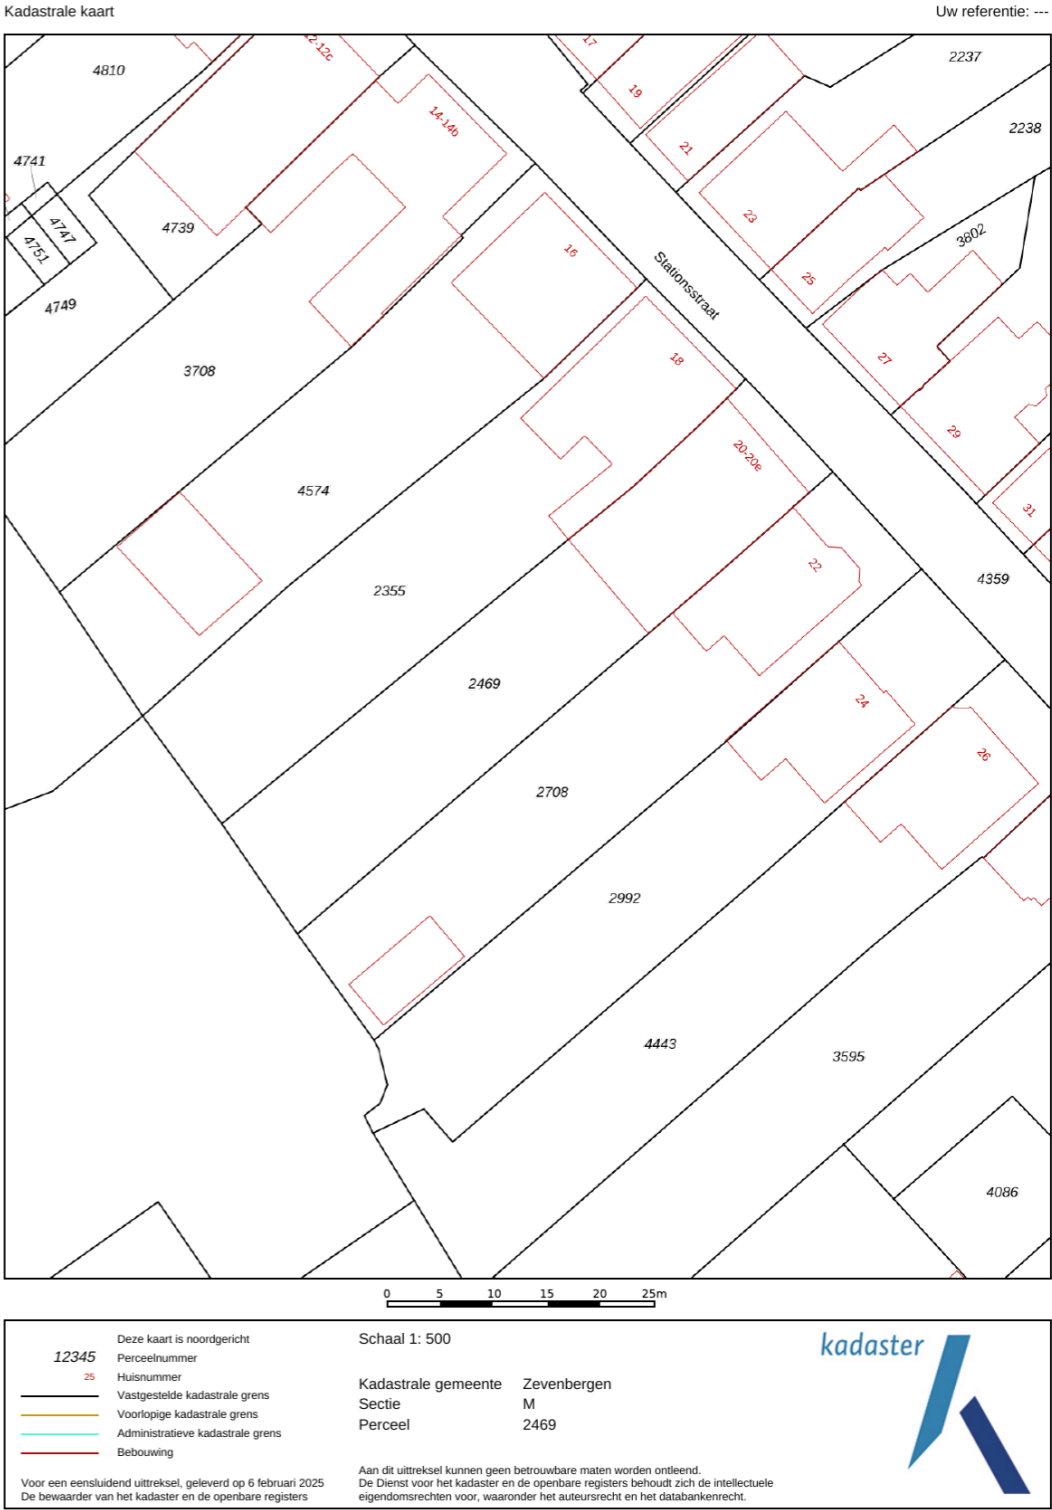 Kadastrale kaart
Uw referentie: ---
4810
12-12c
17
2237
19
14-14b
2238
21
4741
4747
4751
4739
23
3802
16
25
Stationsstraat
4749
27
3708
18
29
20-20e
4574
31
22
4359
2355
2469
24
26
2708
2992
4443
3595
4086
0 5 10 15 20 25m
Deze kaart is noordgericht
12345 Perceelnummer
25 Huisnummer
Vastgestelde kadastrale grens
Voorlopige kadastrale grens
Administratieve kadastrale grens
Bebouwing
Voor een eensluidend uittreksel, geleverd op 6 februari 2025
De bewaarder van het kadaster en de openbare registers
Schaal 1: 500
Kadastrale gemeente Zevenbergen
Sectie M
Perceel 2469
Aan dit uittreksel kunnen geen betrouwbare maten worden ontleend.
De Dienst voor het kadaster en de openbare registers behoudt zich de intellectuele
eigendomsrechten voor, waaronder het auteursrecht en het databankenrecht.
kadaster